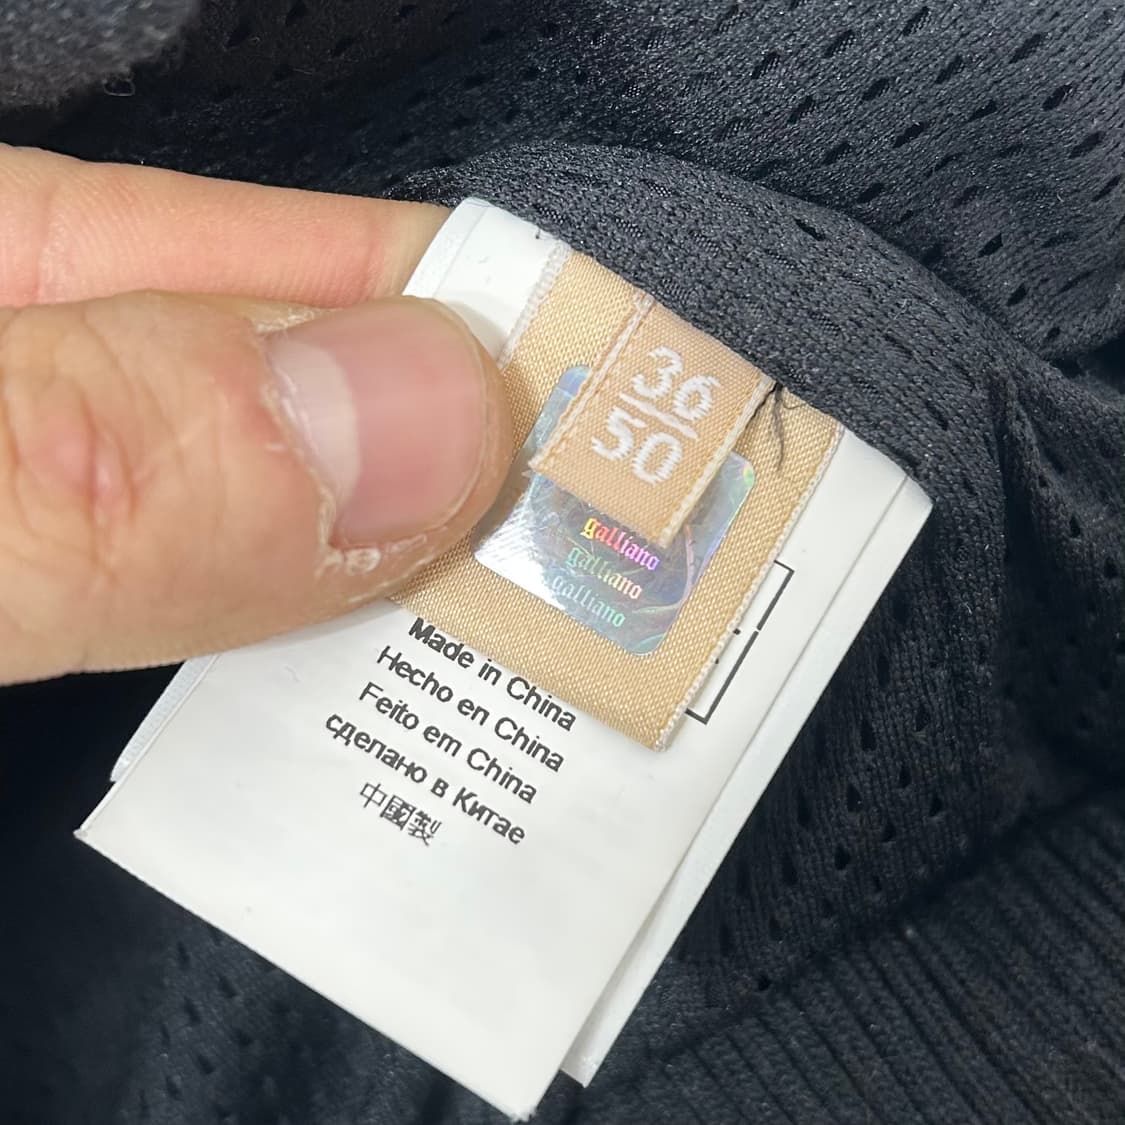 36
50
galliano
galliano
galliano
Made in China
Hecho en China
Feito em China
сделано в Китае
中國製